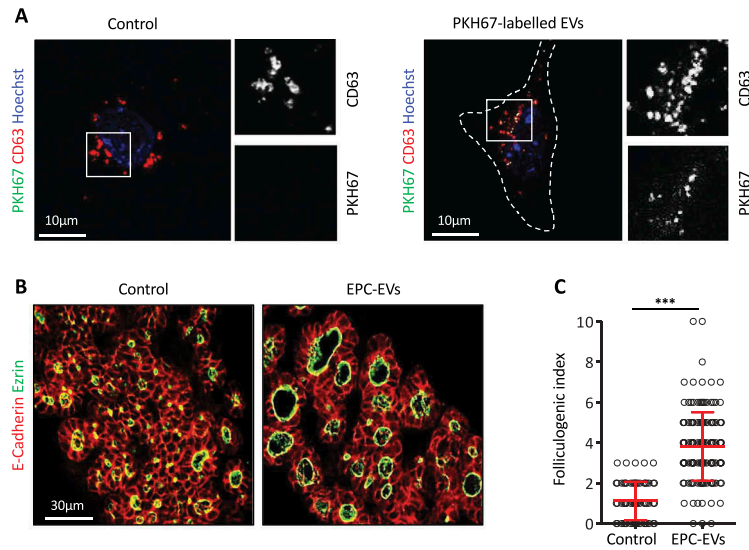 A
Control
PKH67-labelled EVs
PKH67 CD63 Hoechst
CD63
PKH67
10µm
PKH67 CD63 Hoechst
CD63
PKH67
10µm
B
Control
EPC-EVs
E-Cadherin Ezrin
30µm
C
***
Folliculogenic index
10
8
6
4
2
0
Control
EPC-EVs